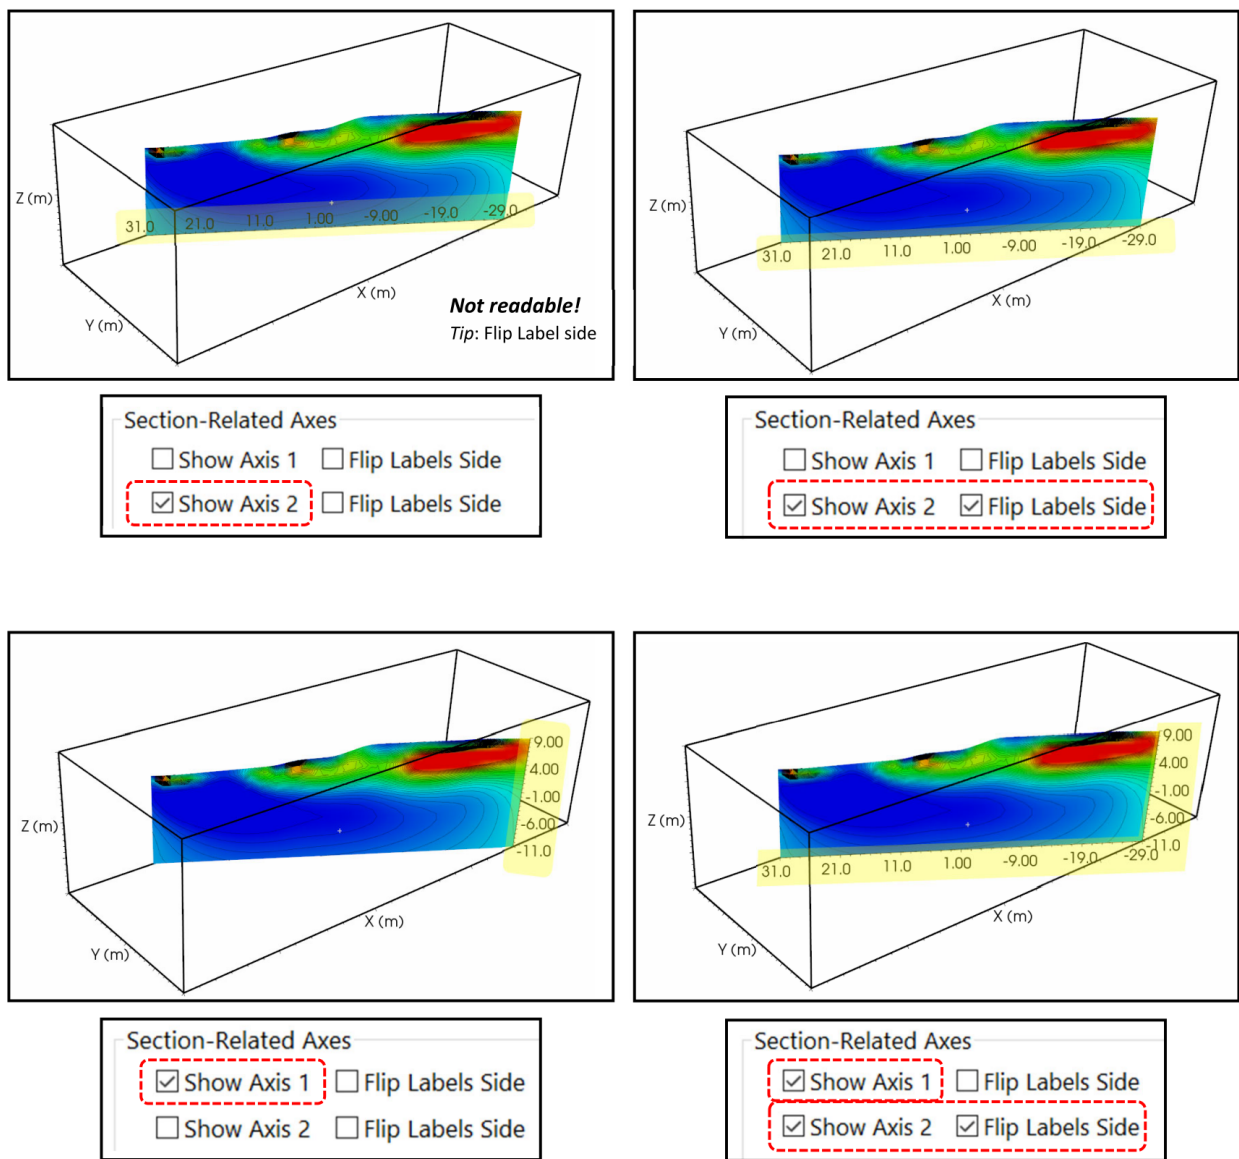 Z (m)
31.0 21.0 11.0 1.00 -9.00 -19.0 -29.0
X (m)
Y (m)
Not readable!
Tip: Flip Label side
Z (m)
31.0 21.0 11.0 1.00 -9.00 -19.0 -29.0
X (m)
Y (m)
Section-Related Axes
Show Axis 1 Flip Labels Side
Show Axis 2 Flip Labels Side
Section-Related Axes
Show Axis 1 Flip Labels Side
Show Axis 2 Flip Labels Side
9.00
4.00
-1.00
-6.00
-11.0
Z (m)
X (m)
Y (m)
9.00
4.00
-1.00
-6.00
-11.0
Z (m)
31.0 21.0 11.0 1.00 -9.00 -19.0 -29.0
X (m)
Y (m)
Section-Related Axes
Show Axis 1 Flip Labels Side
Show Axis 2 Flip Labels Side
Section-Related Axes
Show Axis 1 Flip Labels Side
Show Axis 2 Flip Labels Side